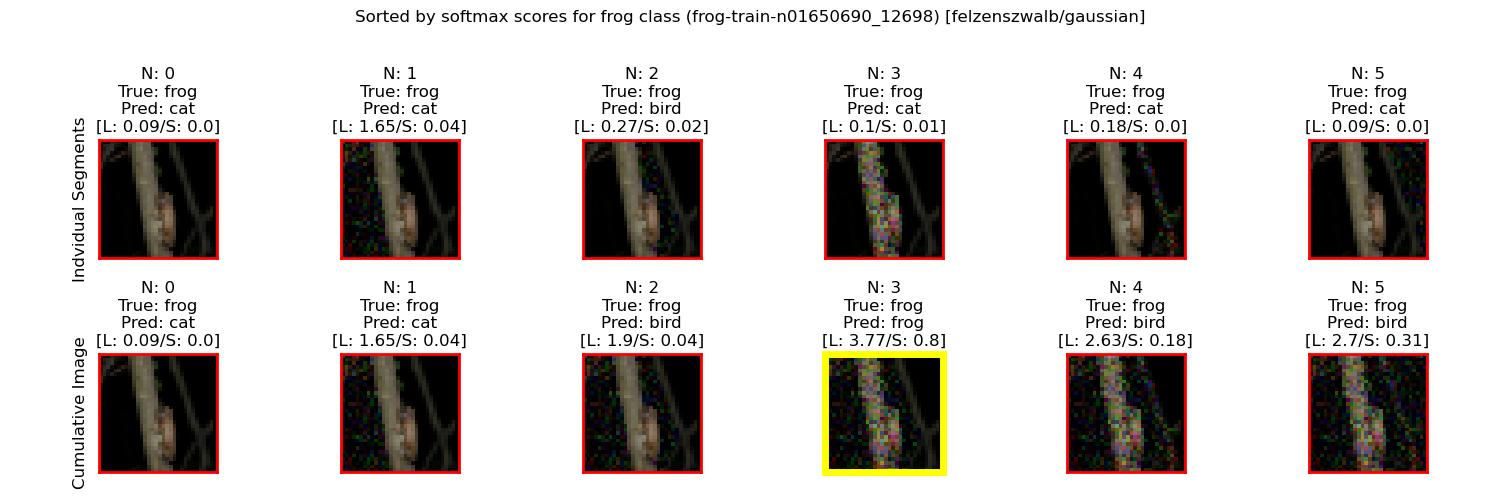 Sorted by softmax scores for frog class (frog-train-n01650690_12698) [felzenszwalb/gaussian]
Indvidual Segments
N: 0
True: frog
Pred: cat
[L: 0.09/S: 0.0]
N: 1
True: frog
Pred: cat
[L: 1.65/S: 0.04]
N: 2
True: frog
Pred: bird
[L: 0.27/S: 0.02]
N: 3
True: frog
Pred: cat
[L: 0.1/S: 0.01]
N: 4
True: frog
Pred: cat
[L: 0.18/S: 0.0]
N: 5
True: frog
Pred: cat
[L: 0.09/S: 0.0]
Cumulative Image
N: 0
True: frog
Pred: cat
[L: 0.09/S: 0.0]
N: 1
True: frog
Pred: cat
[L: 1.65/S: 0.04]
N: 2
True: frog
Pred: bird
[L: 1.9/S: 0.04]
N: 3
True: frog
Pred: frog
[L: 3.77/S: 0.8]
N: 4
True: frog
Pred: bird
[L: 2.63/S: 0.18]
N: 5
True: frog
Pred: bird
[L: 2.7/S: 0.31]